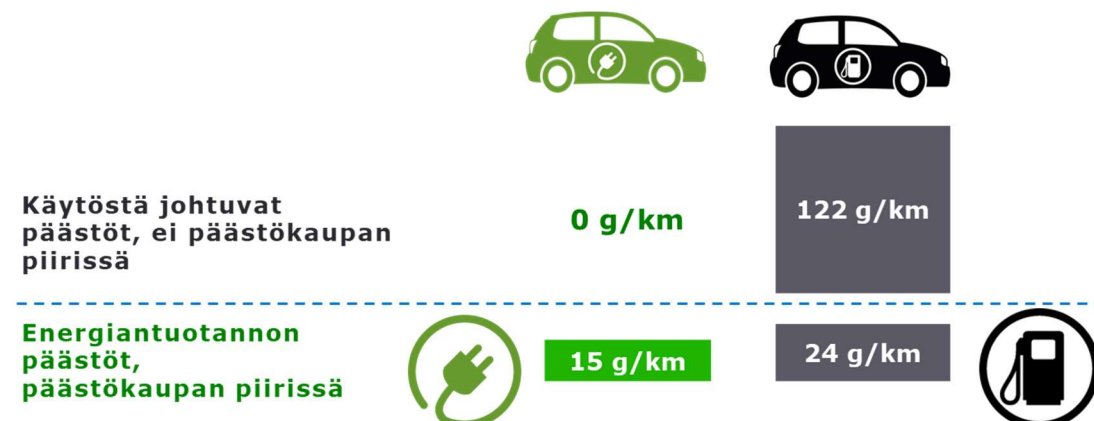 Käytöstä johtuvat
päästöt, ei päästökaupan
piirissä
0 g/km
122 g/km
Energiantuotannon
päästöt,
päästökaupan piirissä
15 g/km
24 g/km